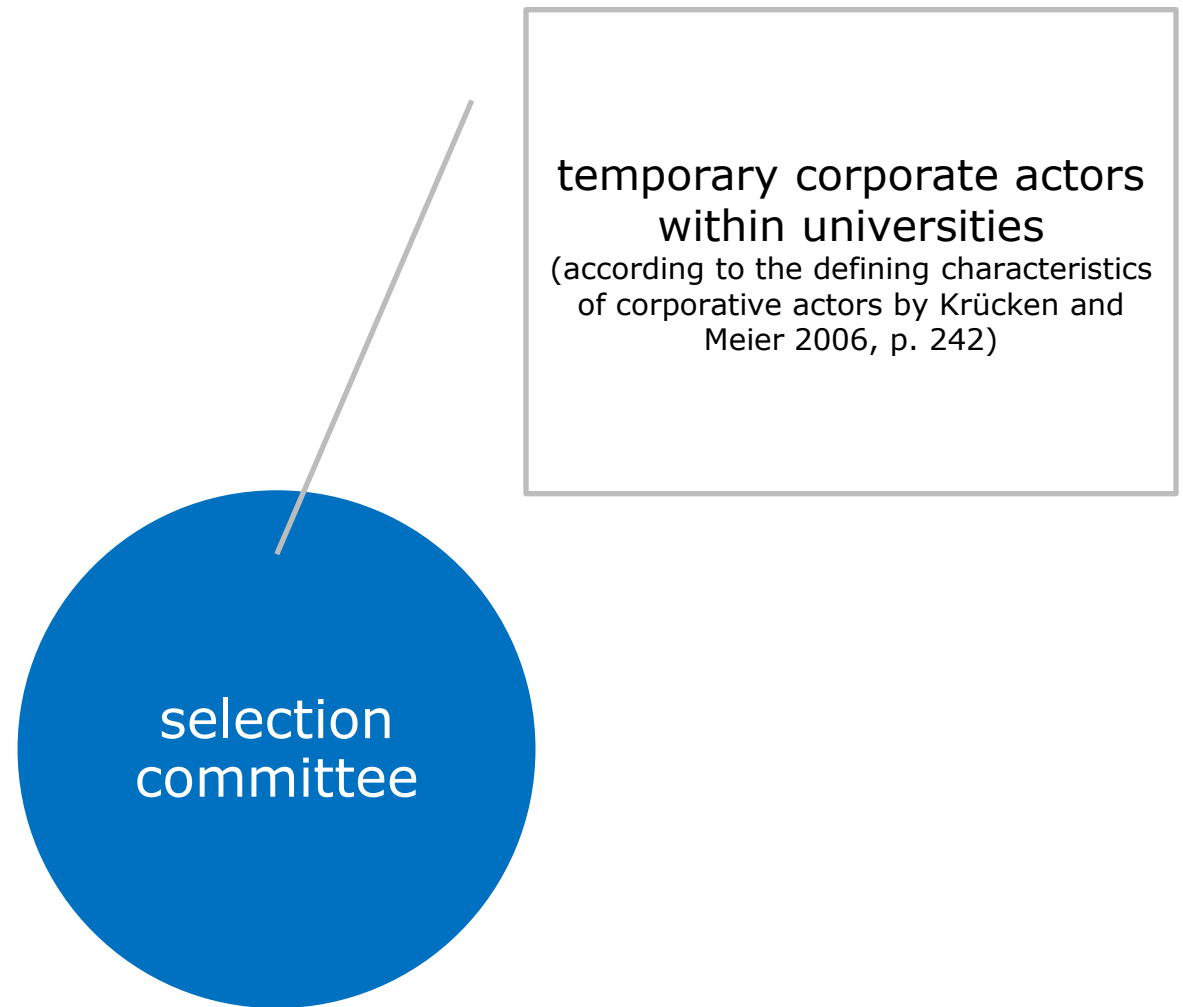 temporary corporate actors
within universities
(according to the defining characteristics
of corporative actors by Krücken and
Meier 2006, p. 242)
selection
committee